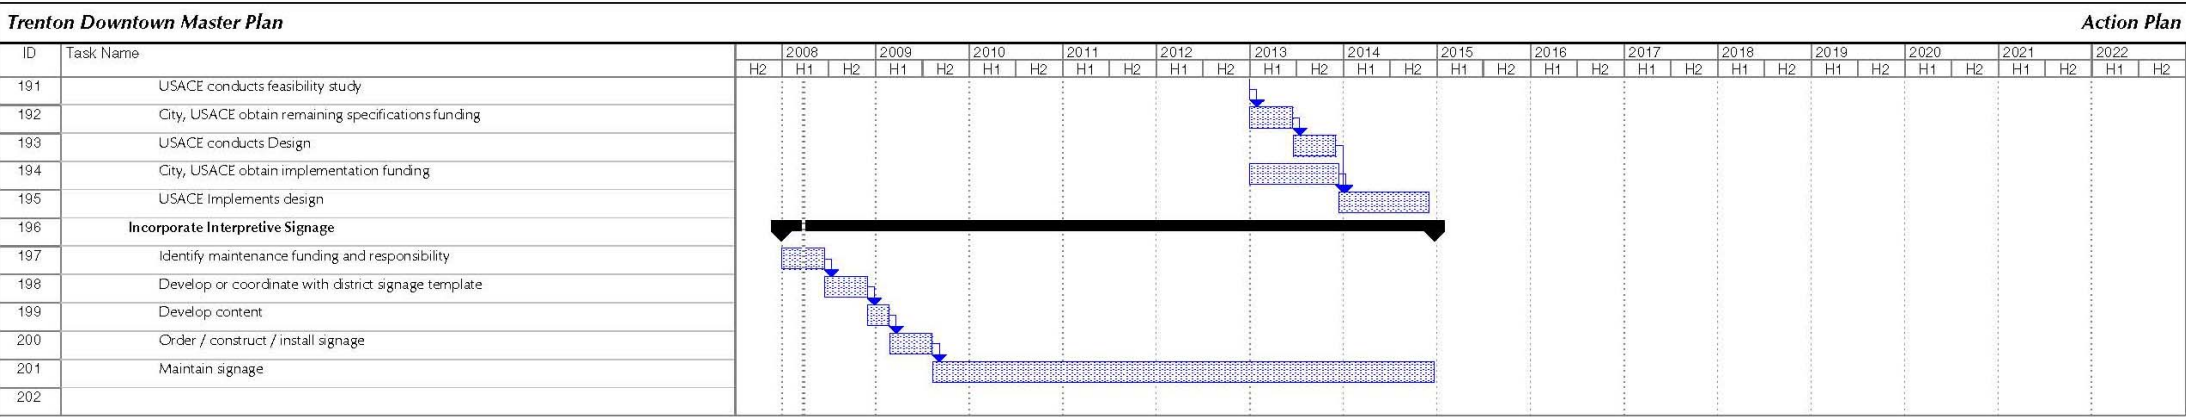 Trenton Downtown Master Plan Action Plan
ID Task Name 2008 2009 2010 2011 2012 2013 2014 2015 2016 2017 2018 2019 2020 2021 2022
H2 H1 H2 H1 H2 H1 H2 H1 H2 H1 H2 H1 H2 H1 H2 H1 H2 H1 H2 H1 H2 H1 H2 H1 H2 H1 H2 H1 H2 H1 H2
191 USACE conducts feasibility study
192 City, USACE obtain remaining specifications funding
193 USACE conducts Design
194 City, USACE obtain implementation funding
195 USACE Implements design
196 Incorporate Interpretive Signage
197 Identify maintenance funding and responsibility
198 Develop or coordinate with district signage template
199 Develop content
200 Order / construct / install signage
201 Maintain signage
202